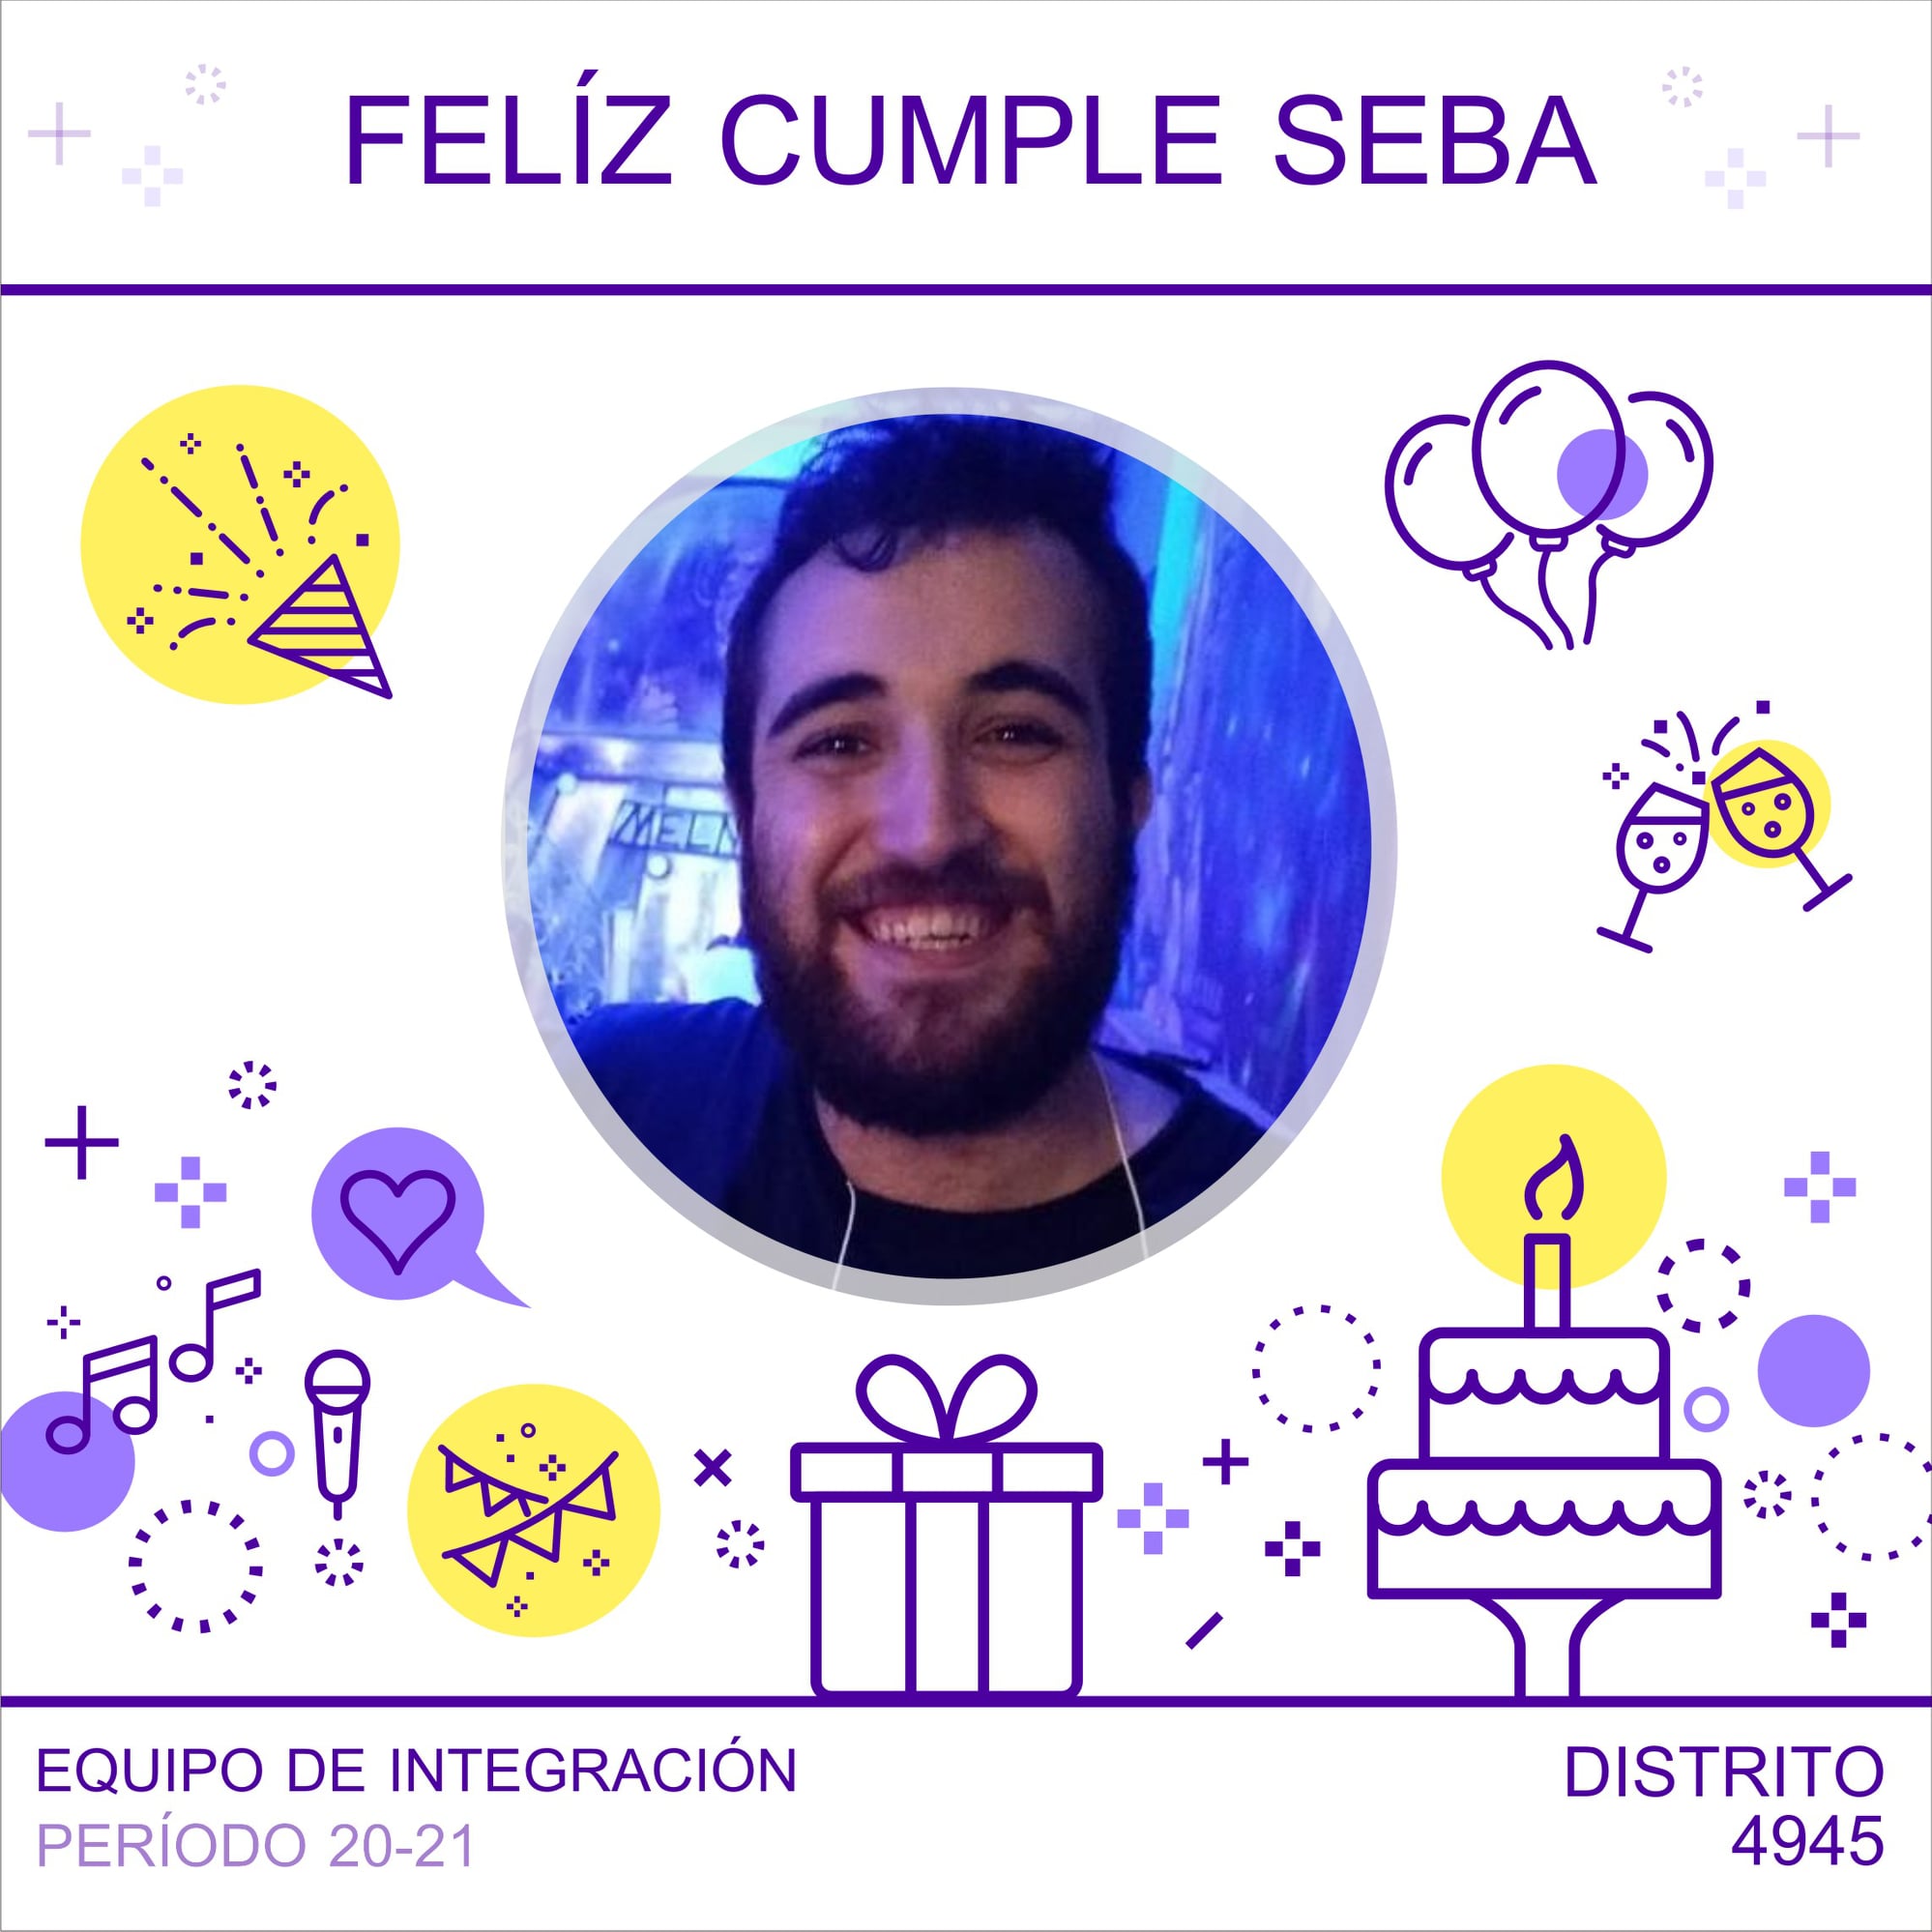 FELÍZ CUMPLE SEBA
EQUIPO DE INTEGRACIÓN
PERÍODO 20-21
DISTRITO
4945